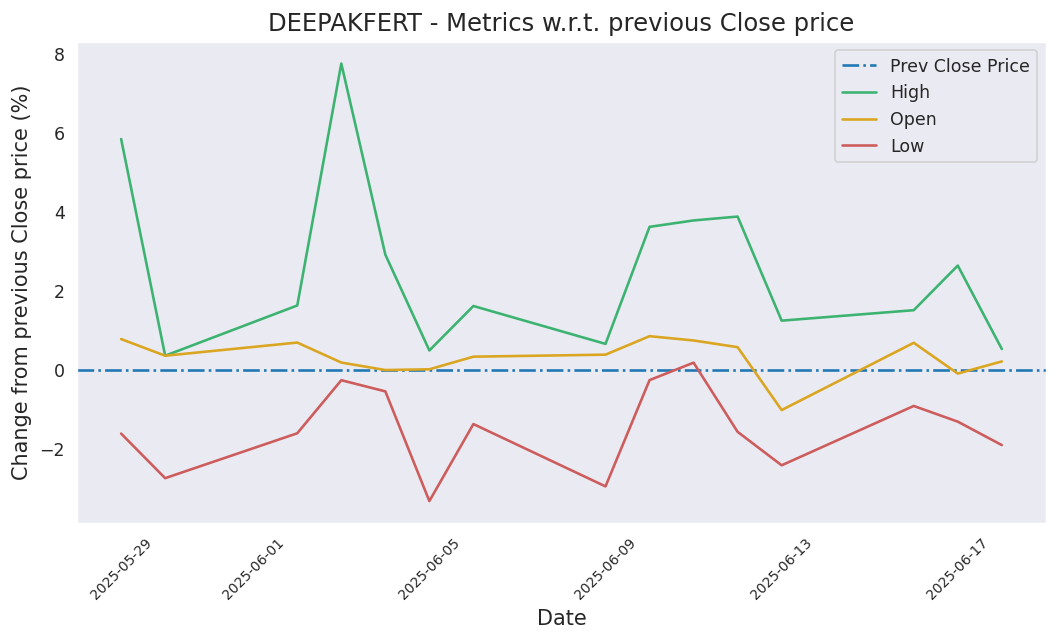 DEEPAKFERT - Metrics w.r.t. previous Close price
Change from previous Close price (%)
8
6
4
2
0
−2
Prev Close Price
High
Open
Low
2025-05-29
2025-06-01
2025-06-05
2025-06-09
2025-06-13
2025-06-17
Date